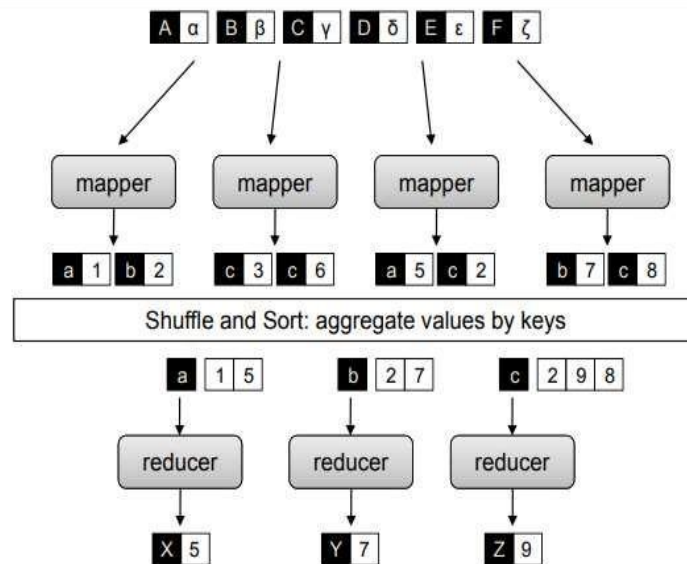 A α B β C γ D δ E ε F ζ
mapper mapper mapper mapper
a 1 b 2 c 3 c 6 a 5 c 2 b 7 c 8
Shuffle and Sort: aggregate values by keys
a 1 5 b 2 7 c 2 9 8
reducer reducer reducer
X 5 Y 7 Z 9